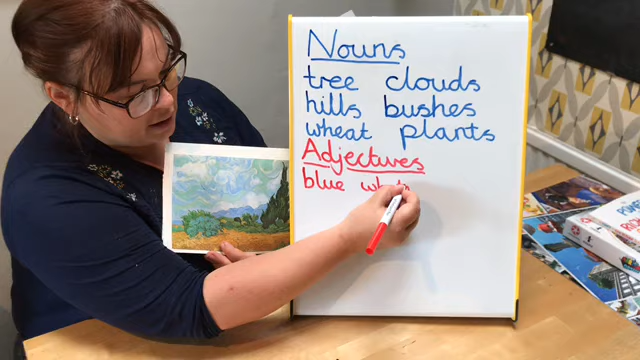 Nouns
tree clouds
hills bushes
wheat plants
Adjectives
blue